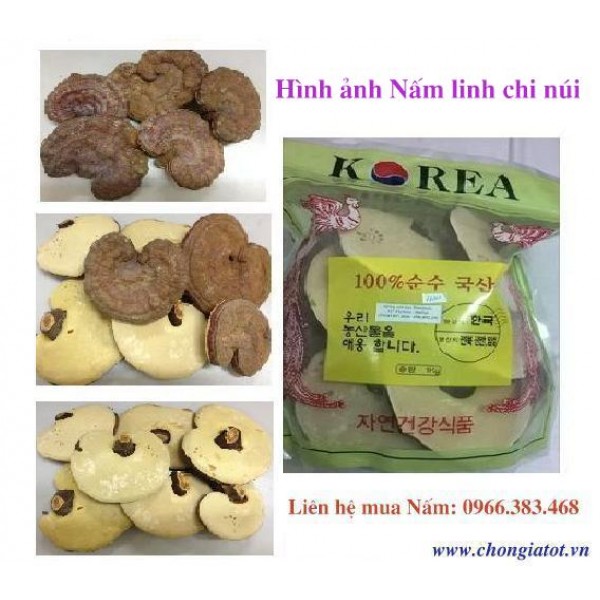 Hình ảnh Nấm linh chi núi
KOREA
100%순수 국산
우리
농산물을
애용합니다.
중량
자연건강식품
Liên hệ mua Nấm: 0966.383.468
www.chongiatot.vn